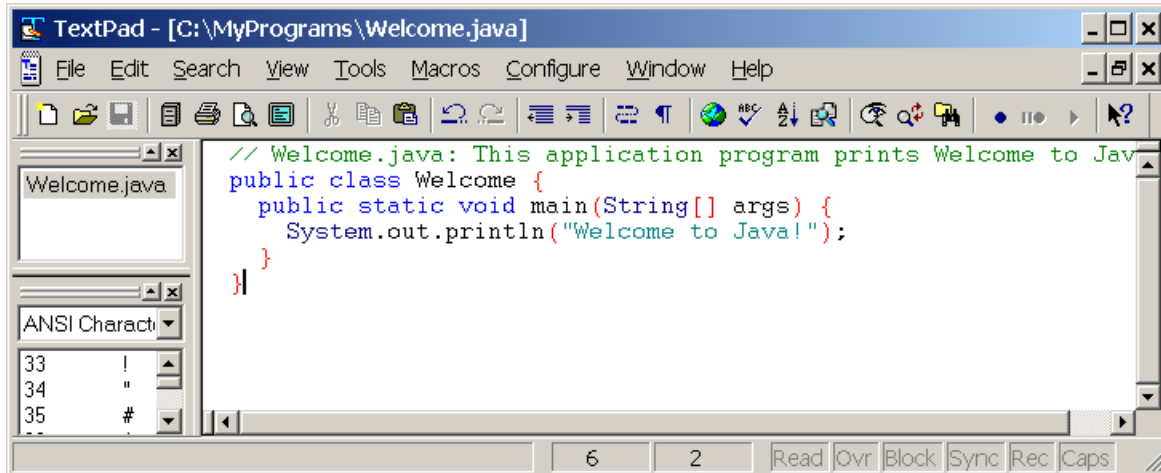 TextPad - [C:\MyPrograms\Welcome.java]
File Edit Search View Tools Macros Configure Window Help
ABC
Welcome.java
// Welcome.java: This application program prints Welcome to Jav
public class Welcome {
public static void main(String[] args) {
System.out.println("Welcome to Java!");
}
}
ANSI Characte
33 !
34 "
35 #
6 2 Read Ovr Block Sync Rec Caps